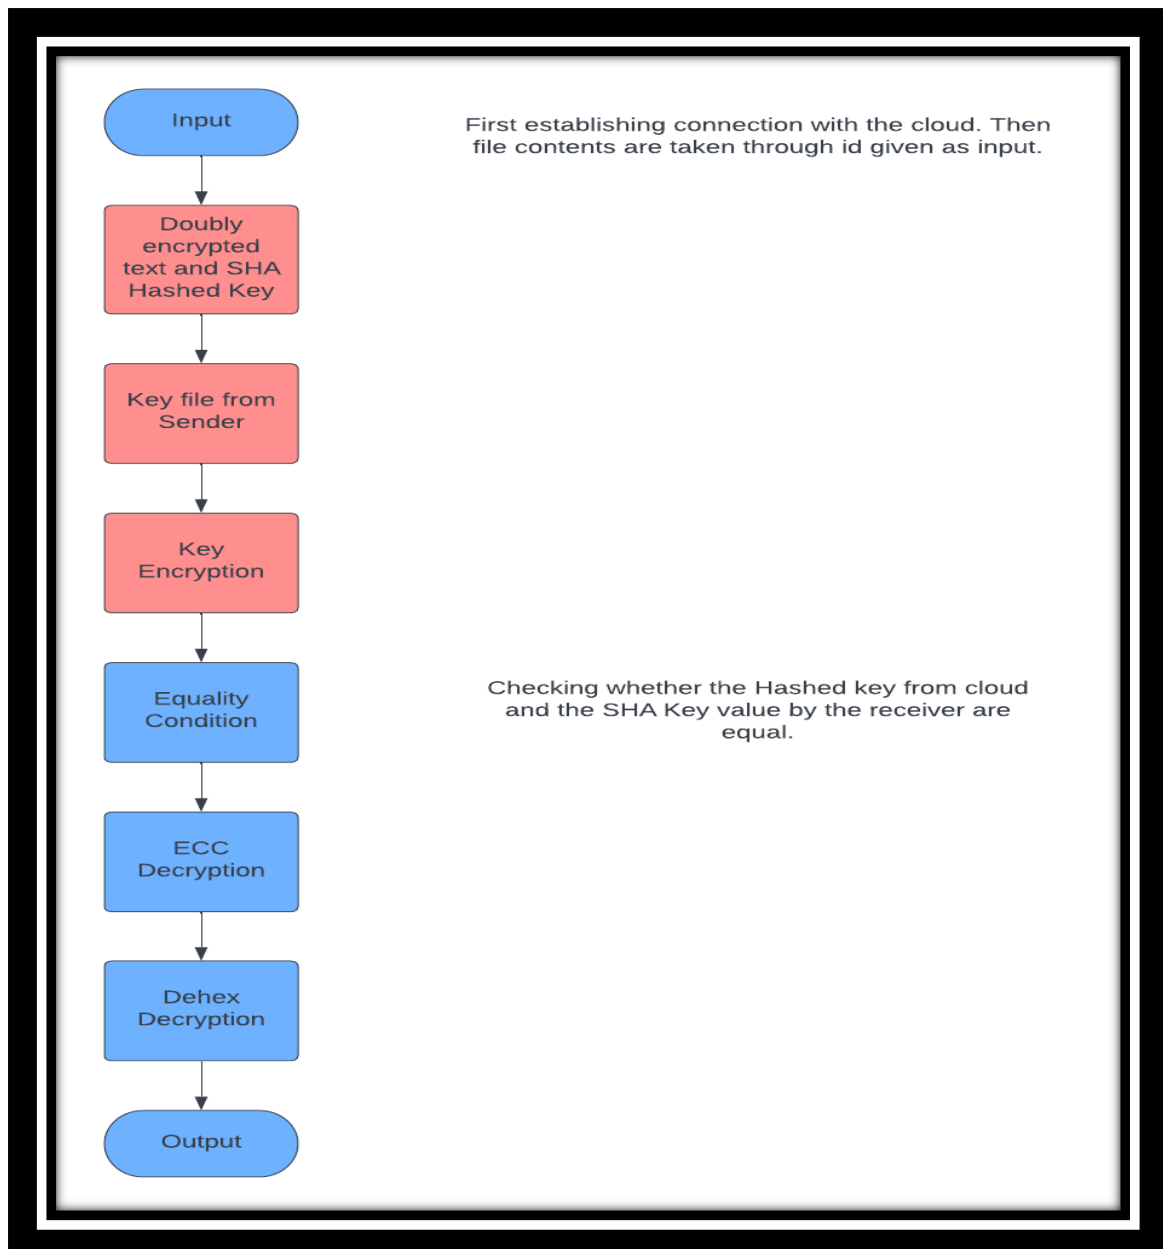 Input
First establishing connection with the cloud. Then
file contents are taken through id given as input.
Doubly
encrypted
text and SHA
Hashed Key
Key file from
Sender
Key
Encryption
Equality
Condition
Checking whether the Hashed key from cloud
and the SHA Key value by the receiver are
equal.
ECC
Decryption
Dehex
Decryption
Output